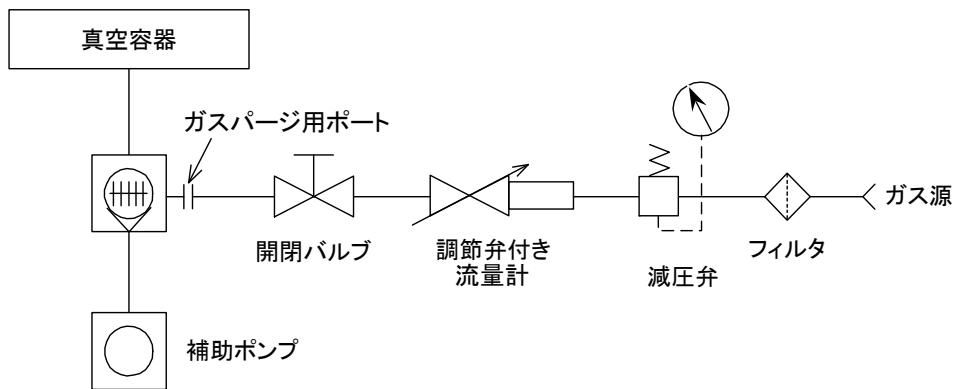 真空容器
ガスパージ用ポート
開閉バルブ
調節弁付き
流量計
減圧弁
フィルタ
ガス源
補助ポンプ